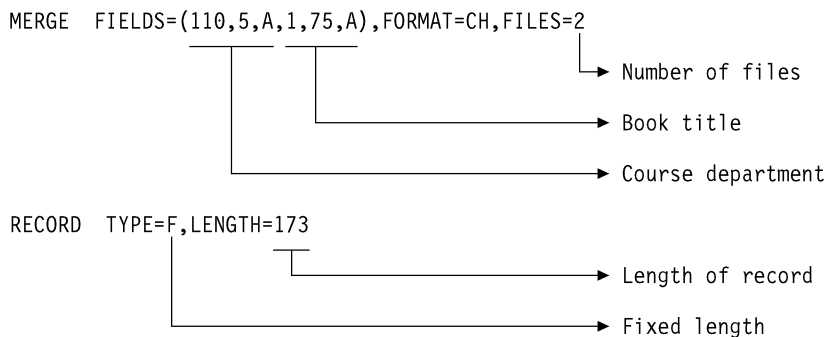 MERGE  FIELDS=(110,5,A,1,75,A),FORMAT=CH,FILES=2
Number of files
Book title
Course department
RECORD  TYPE=F,LENGTH=173
Length of record
Fixed length